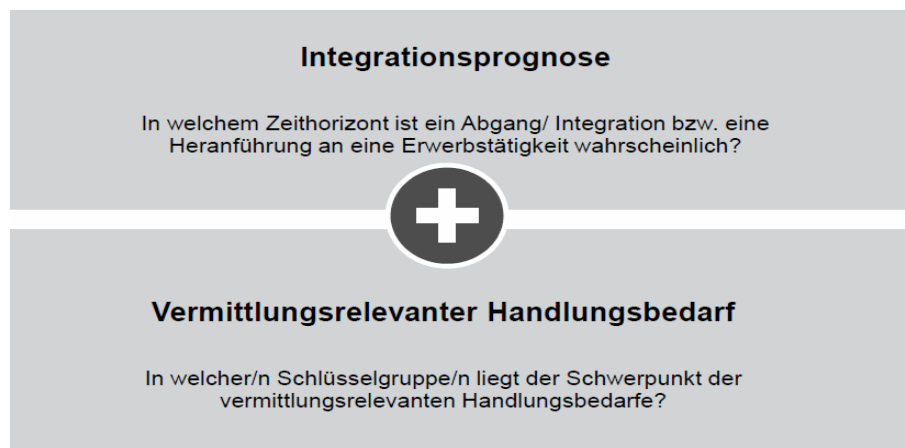 Integrationsprognose
In welchem Zeithorizont ist ein Abgang/ Integration bzw. eine
Heranführung an eine Erwerbstätigkeit wahrscheinlich?
Vermittlungsrelevanter Handlungsbedarf
In welcher/n Schlüsselgruppe/n liegt der Schwerpunkt der
vermittlungsrelevanten Handlungsbedarfe?